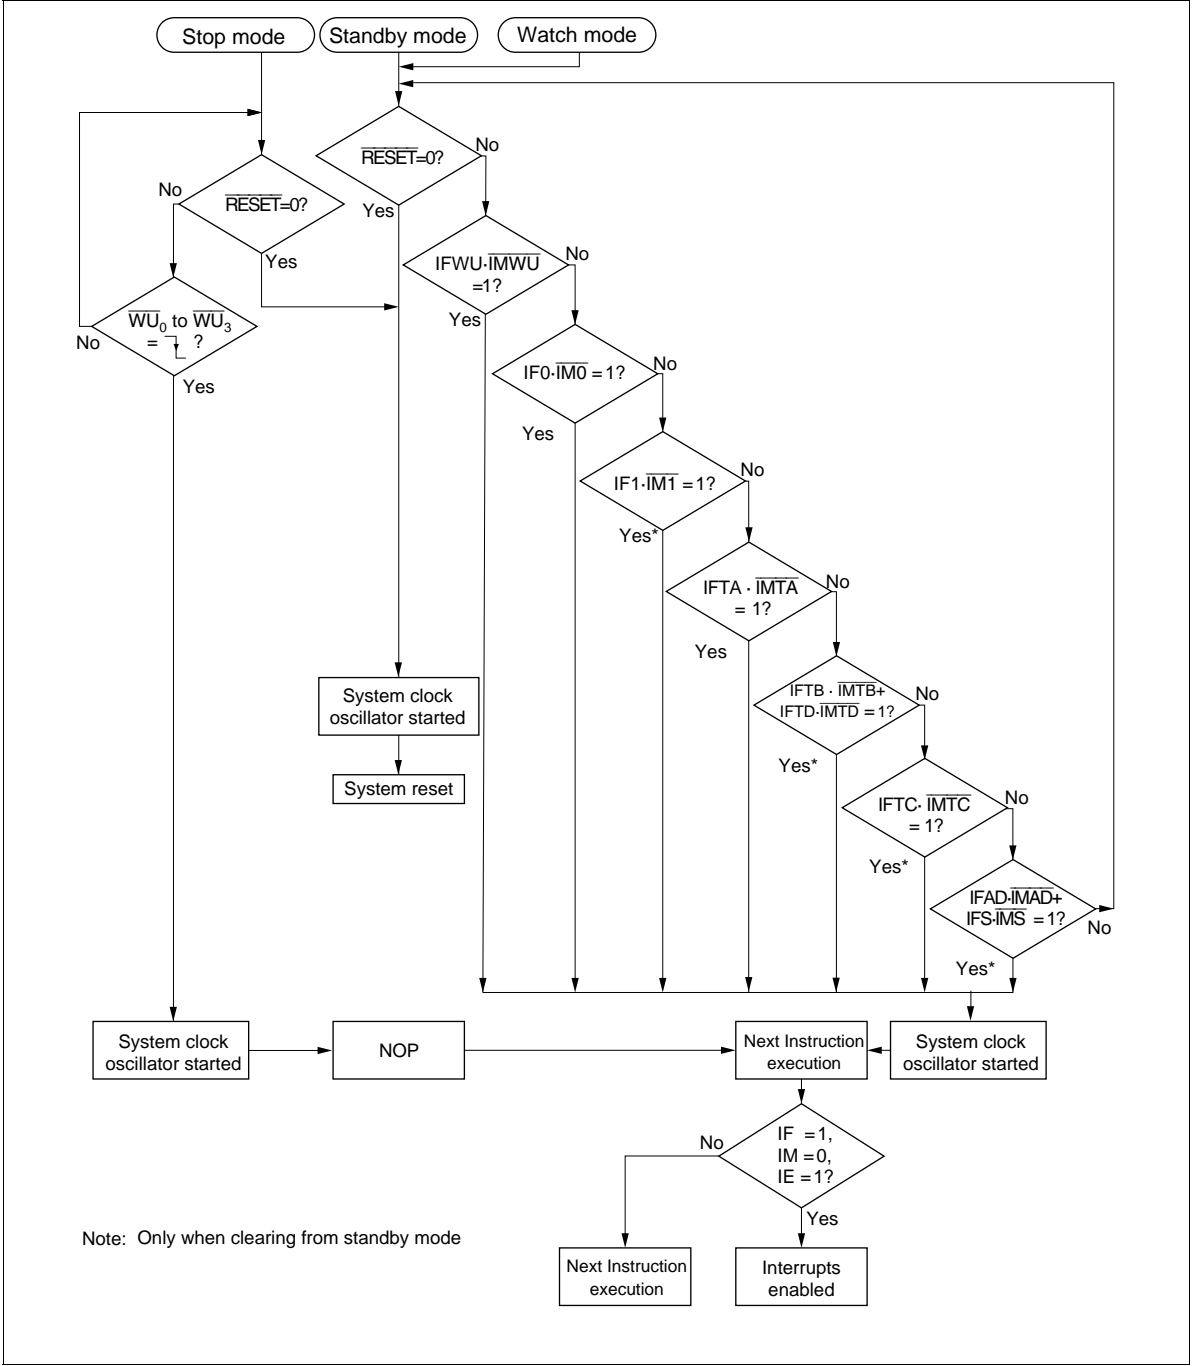 Stop mode
Standby mode
Watch mode
RESET=0?
No
Yes
RESET=0?
No
Yes
IFWU·IMWU
=1?
No
Yes
WU0 to WU3
= ?
No
Yes
IF0·IM0 =1?
No
Yes
IF1·IM1 =1?
No
Yes*
IFTA · IMTA
= 1?
No
Yes
System clock
oscillator started
System reset
IFTB · IMTB+
IFTD·IMTD = 1?
No
Yes*
IFTC· IMTC
= 1?
No
Yes*
IFAD·IMAD+
IFS·IMS = 1?
No
Yes*
System clock
oscillator started
NOP
Next Instruction
execution
System clock
oscillator started
IF =1,
IM =0,
IE =1?
No
Yes
Note: Only when clearing from standby mode
Next Instruction
execution
Interrupts
enabled